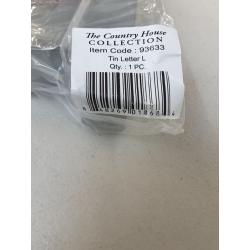 The Country House
COLLECTION
Item Code : 93633
Tin Letter L
Qty. : 1 PC.